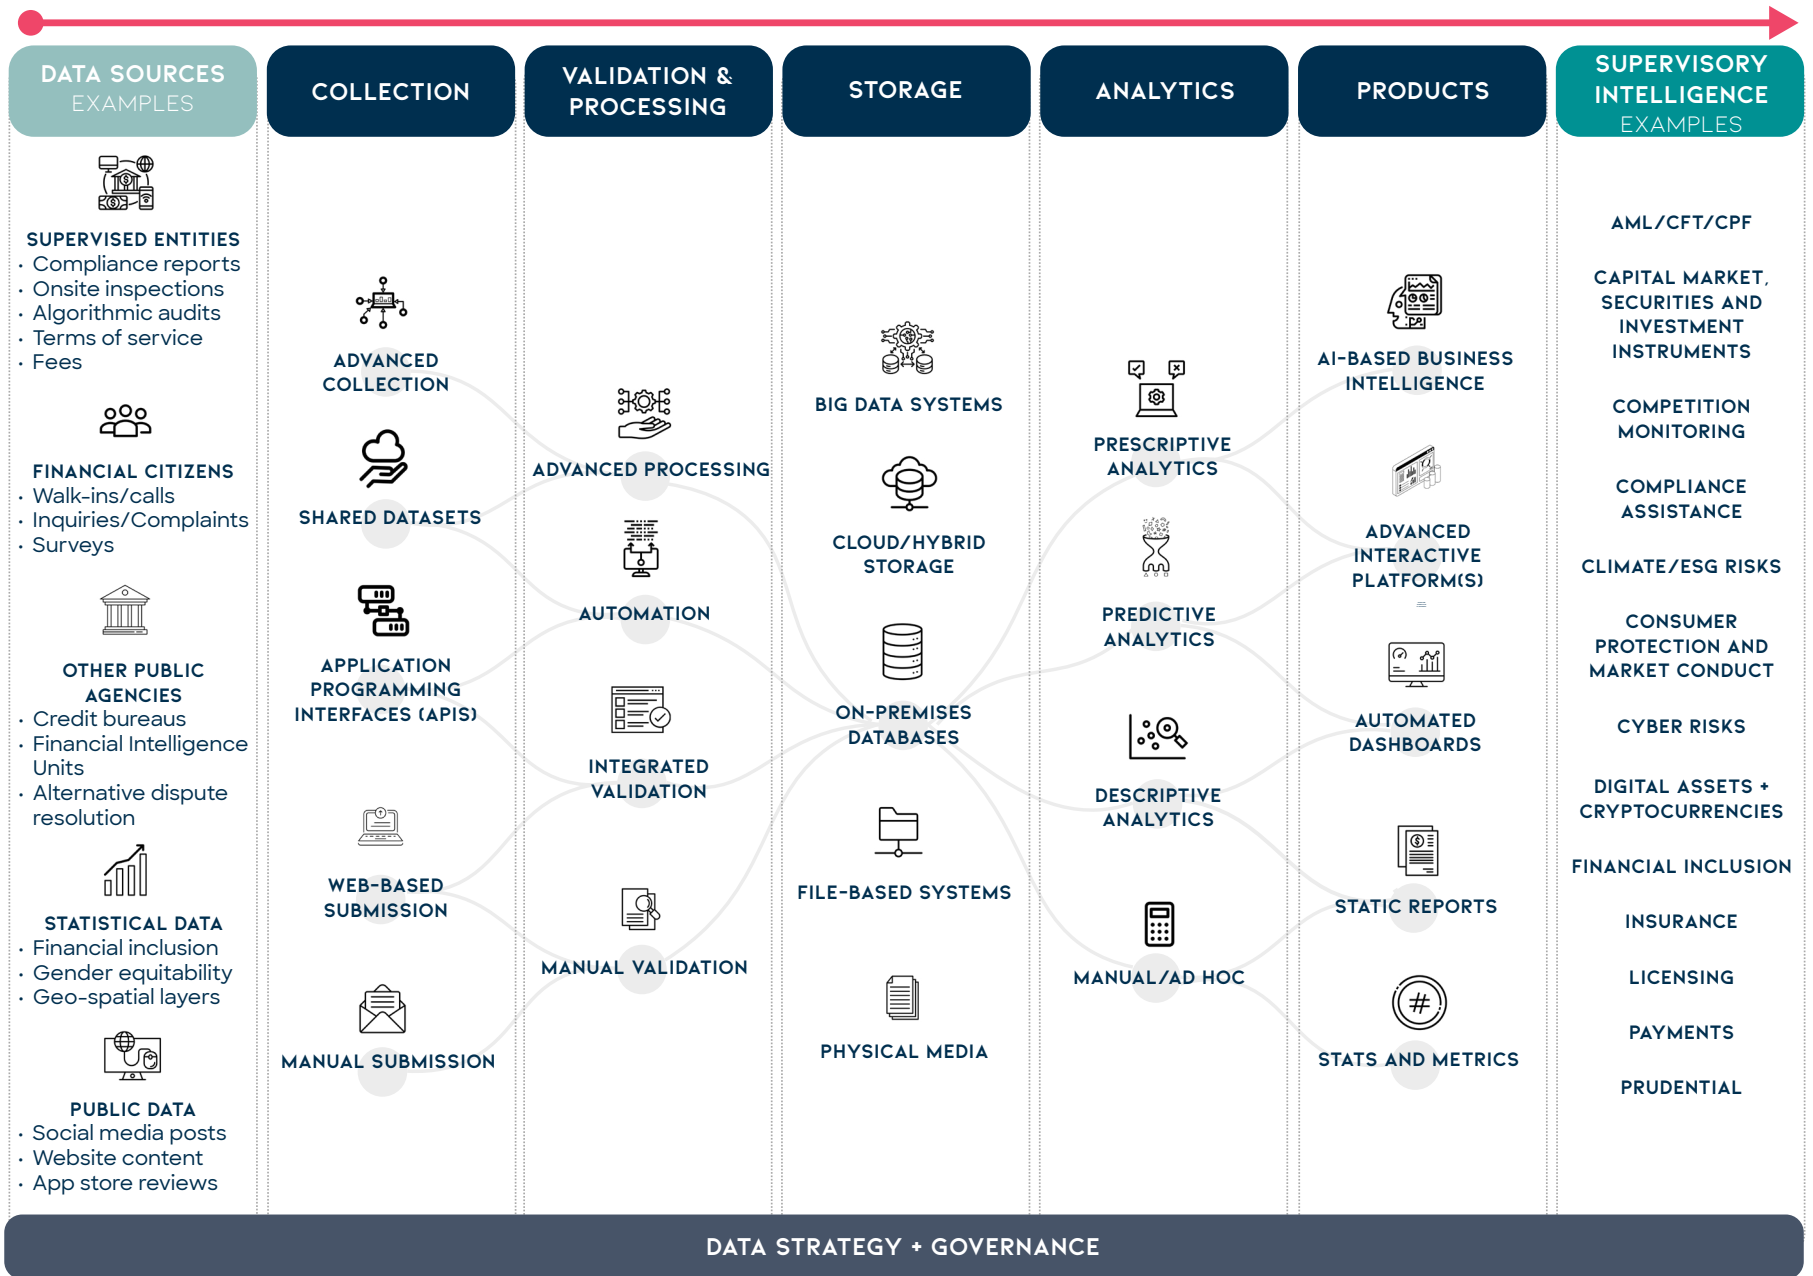 DATA SOURCES
EXAMPLES
SUPERVISED ENTITIES
• Compliance reports
• Onsite inspections
• Algorithmic audits
• Terms of service
• Fees
FINANCIAL CITIZENS
• Walk-ins/calls
• Inquiries/Complaints
• Surveys
OTHER PUBLIC
AGENCIES
• Credit bureaus
• Financial Intelligence
Units
• Alternative dispute
resolution
STATISTICAL DATA
• Financial inclusion
• Gender equitability
• Geo-spatial layers
PUBLIC DATA
• Social media posts
• Website content
• App store reviews
COLLECTION
ADVANCED
COLLECTION
SHARED DATASETS
APPLICATION
PROGRAMMING
INTERFACES (APIS)
WEB-BASED
SUBMISSION
MANUAL SUBMISSION
VALIDATION &
PROCESSING
ADVANCED PROCESSING
AUTOMATION
INTEGRATED
VALIDATION
MANUAL VALIDATION
STORAGE
BIG DATA SYSTEMS
CLOUD/HYBRID
STORAGE
ON-PREMISES
DATABASES
FILE-BASED SYSTEMS
PHYSICAL MEDIA
ANALYTICS
PRESCRIPTIVE
ANALYTICS
PREDICTIVE
ANALYTICS
DESCRIPTIVE
ANALYTICS
MANUAL/AD HOC
PRODUCTS
AI-BASED BUSINESS
INTELLIGENCE
ADVANCED
INTERACTIVE
PLATFORM(S)
AUTOMATED
DASHBOARDS
STATIC REPORTS
#
STATS AND METRICS
SUPERVISORY
INTELLIGENCE
EXAMPLES
AML/CFT/CPF
CAPITAL MARKET,
SECURITIES AND
INVESTMENT
INSTRUMENTS
COMPETITION
MONITORING
COMPLIANCE
ASSISTANCE
CLIMATE/ESG RISKS
CONSUMER
PROTECTION AND
MARKET CONDUCT
CYBER RISKS
DIGITAL ASSETS +
CRYPTOCURRENCIES
FINANCIAL INCLUSION
INSURANCE
LICENSING
PAYMENTS
PRUDENTIAL
DATA STRATEGY + GOVERNANCE